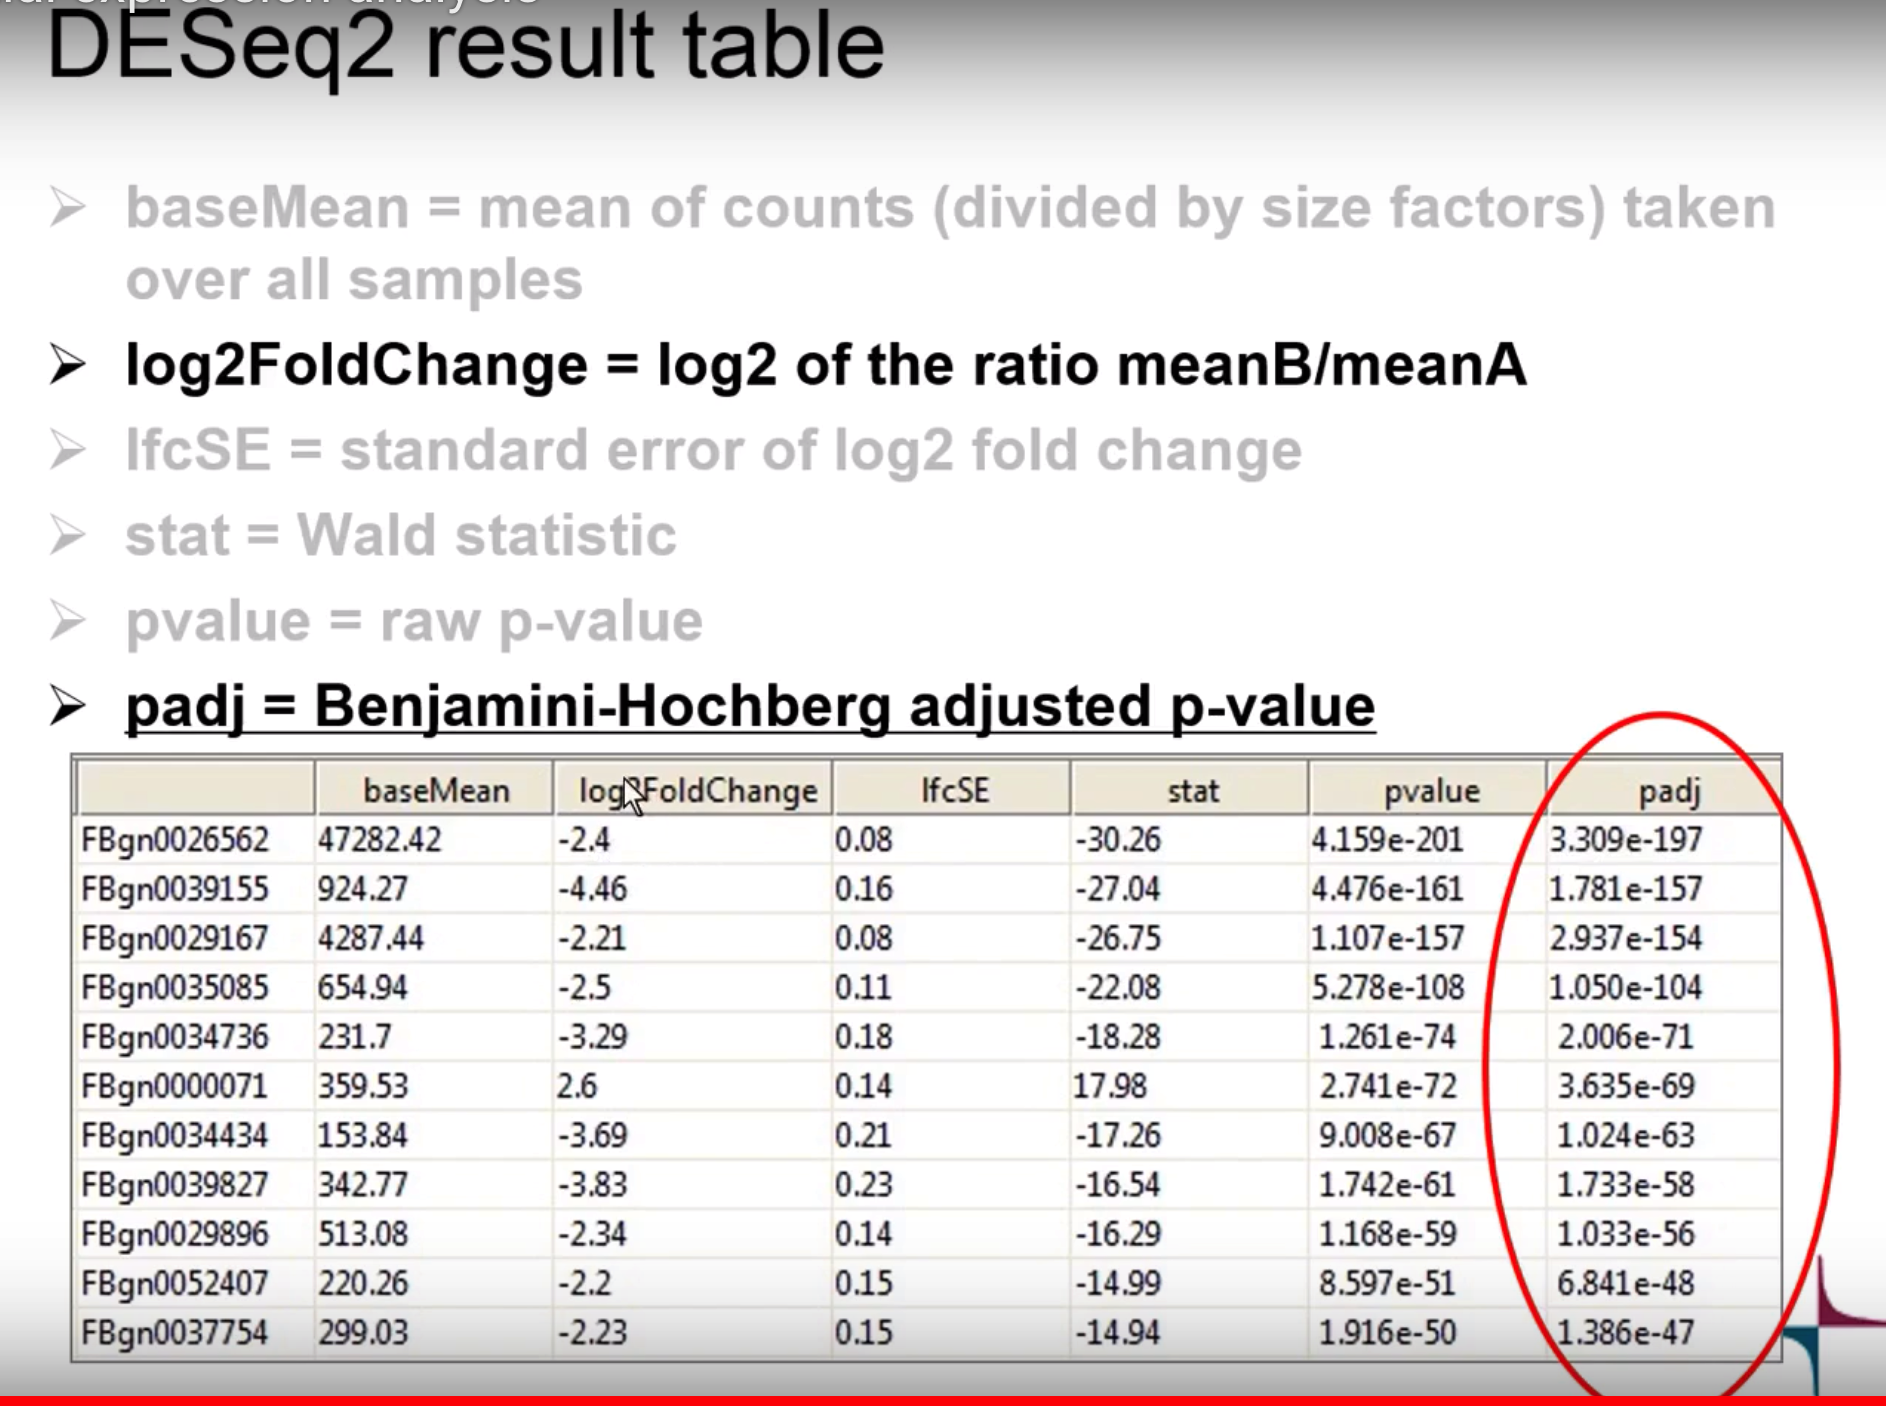 expression analysis
DESeq2 result table
baseMean = mean of counts (divided by size factors) taken
over all samples
log2FoldChange = log2 of the ratio meanB/meanA
lfcSE = standard error of log2 fold change
stat = Wald statistic
pvalue = raw p-value
padj = Benjamini-Hochberg adjusted p-value
baseMean log2FoldChange lfcSE stat pvalue padj
FBgn0026562 47282.42 -2.4 0.08 -30.26 4.159e-201 3.309e-197
FBgn0039155 924.27 -4.46 0.16 -27.04 4.476e-161 1.781e-157
FBgn0029167 4287.44 -2.21 0.08 -26.75 1.107e-157 2.937e-154
FBgn0035085 654.94 -2.5 0.11 -22.08 5.278e-108 1.050e-104
FBgn0034736 231.7 -3.29 0.18 -18.28 1.261e-74 2.006e-71
FBgn0000071 359.53 2.6 0.14 17.98 2.741e-72 3.635e-69
FBgn0034434 153.84 -3.69 0.21 -17.26 9.008e-67 1.024e-63
FBgn0039827 342.77 -3.83 0.23 -16.54 1.742e-61 1.733e-58
FBgn0029896 513.08 -2.34 0.14 -16.29 1.168e-59 1.033e-56
FBgn0052407 220.26 -2.2 0.15 -14.99 8.597e-51 6.841e-48
FBgn0037754 299.03 -2.23 0.15 -14.94 1.916e-50 1.386e-47